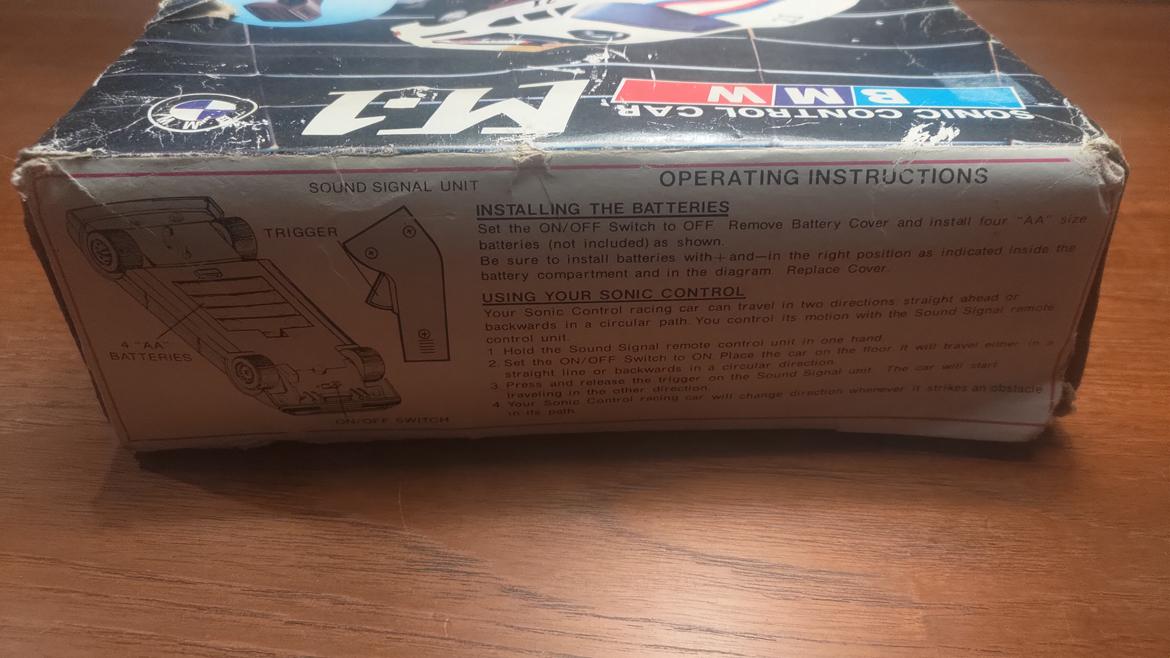 SONIC CONTROL CAR,
BMW
M-1
BMW
OPERATING INSTRUCTIONS
SOUND SIGNAL UNIT
TRIGGER
4 "AA"
BATTERIES
ON/OFF SWITCH
INSTALLING THE BATTERIES
Set the ON/OFF Switch to OFF Remove Battery Cover and install four "AA" size
batteries (not included) as shown.
Be sure to install batteries with + and — in the right position as indicated inside the
battery compartment and in the diagram. Replace Cover.
USING YOUR SONIC CONTROL
Your Sonic Control racing car can travel in two directions, straight ahead or
backwards in a circular path. You control its motion with the Sound Signal remote
control unit.
1 Hold the Sound Signal remote control unit in one hand.
2. Set the ON/OFF Switch to ON. Place the car on the floor. It will travel either in a
straight line or backwards in a circular direction.
3. Press and release the trigger on the Sound Signal unit. The car will start
traveling in the other direction.
4 Your Sonic Control racing car will change direction whenever it strikes an obstacle
in its path.